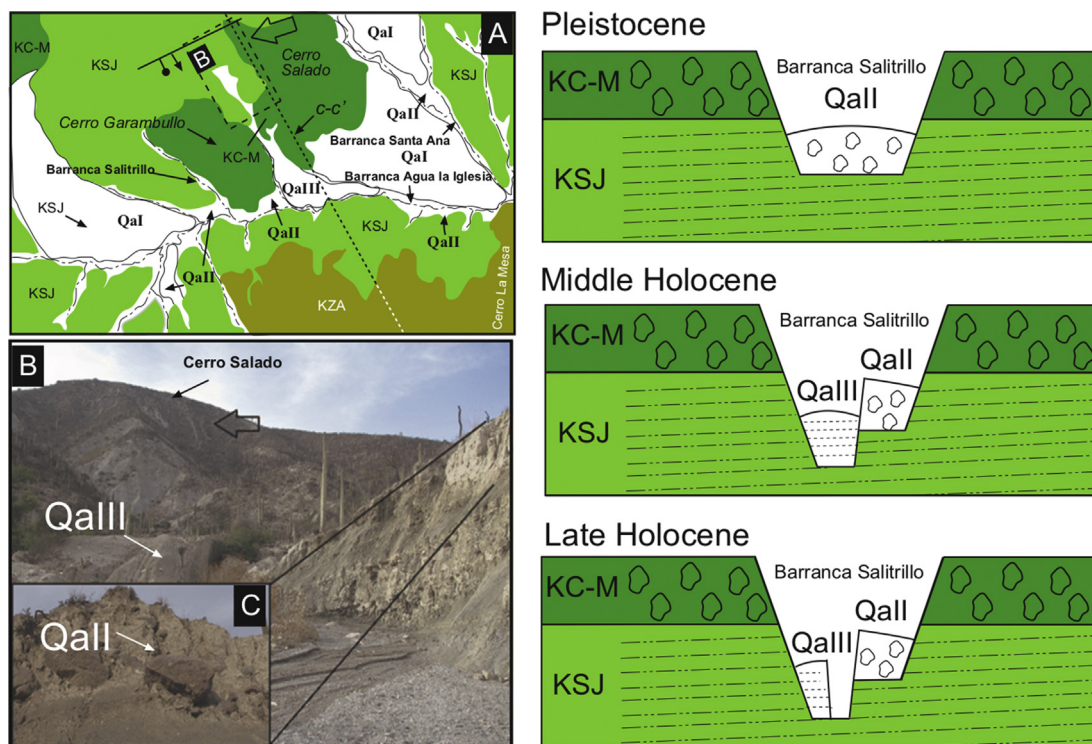 A
KC-M
KSJ
B
Cerro
Salado
QaI
KSJ
QaII
c-c'
Cerro Garambullo
KC-M
Barranca Santa Ana
QaI
Barranca Salitrillo
QaIII
Barranca Agua la Iglesia
KSJ
QaI
QaII
KSJ
QaII
QaII
KSJ
KZA
Cerro La Mesa
B
Cerro Salado
QaIII
C
QaII
Pleistocene
KC-M
Barranca Salitrillo
QaII
KSJ
Middle Holocene
KC-M
Barranca Salitrillo
QaII
QaIII
KSJ
Late Holocene
KC-M
Barranca Salitrillo
QaII
QaIII
KSJ